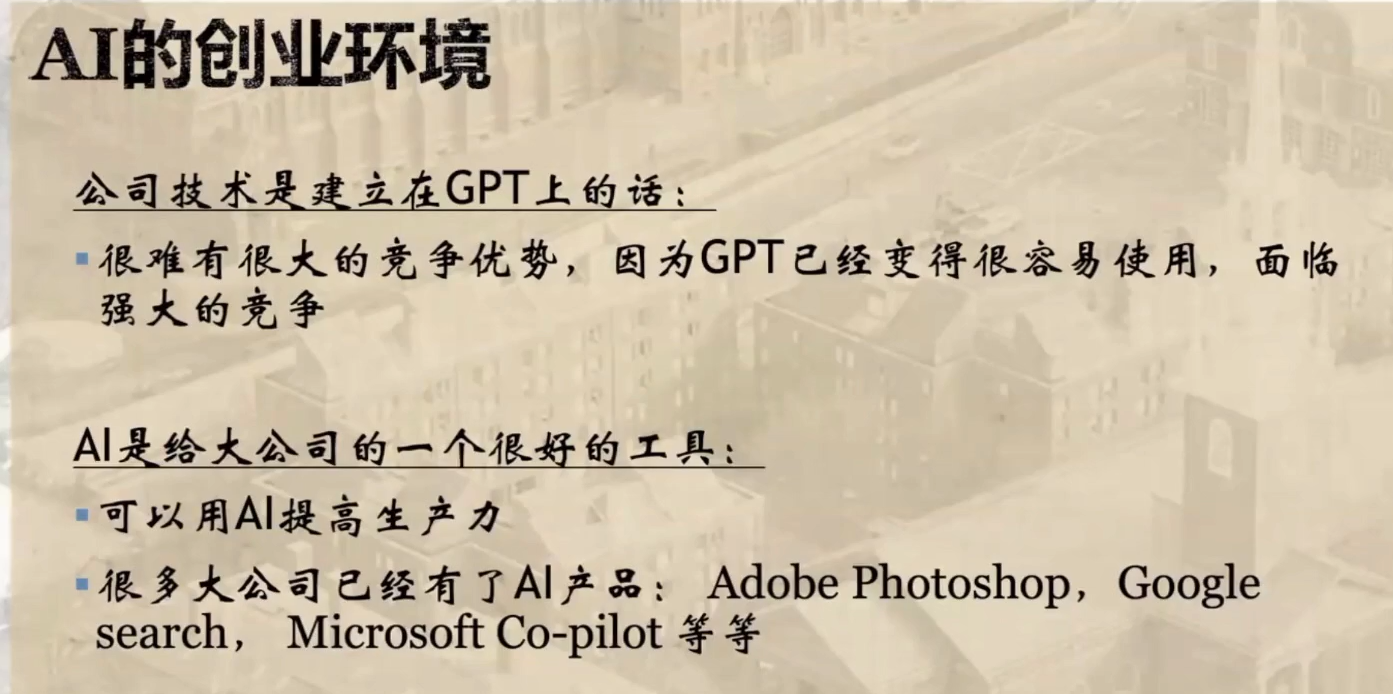 AI的创业环境
公司技术是建立在GPT上的话：
▪很难有很大的竞争优势，因为GPT已经变得很容易使用，面临
强大的竞争
AI是给大公司的一个很好的工具：
▪可以用AI提高生产力
▪很多大公司已经有了AI产品： Adobe Photoshop，Google
search， Microsoft Co-pilot 等等